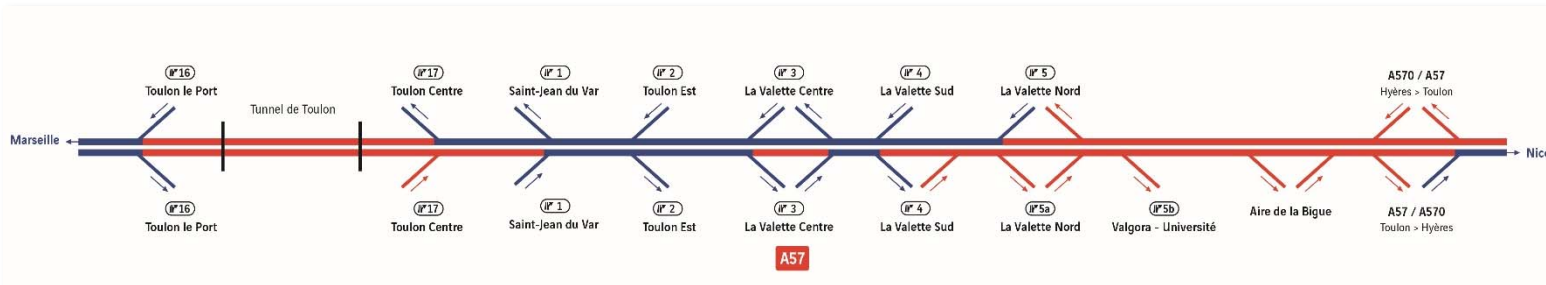 n°16
Toulon le Port
Tunnel de Toulon
n°17
Toulon Centre
n° 1
Saint-Jean du Var
n° 2
Toulon Est
n° 3
La Valette Centre
n° 4
La Valette Sud
n° 5
La Valette Nord
A570 / A57
Hyères > Toulon
Marseille
Nice
n°16
Toulon le Port
n°17
Toulon Centre
n° 1
Saint-Jean du Var
n° 2
Toulon Est
n° 3
La Valette Centre
n° 4
La Valette Sud
n°5a
La Valette Nord
n°5b
Valgora - Université
Aire de la Bigue
A57 / A570
Toulon > Hyères
A57